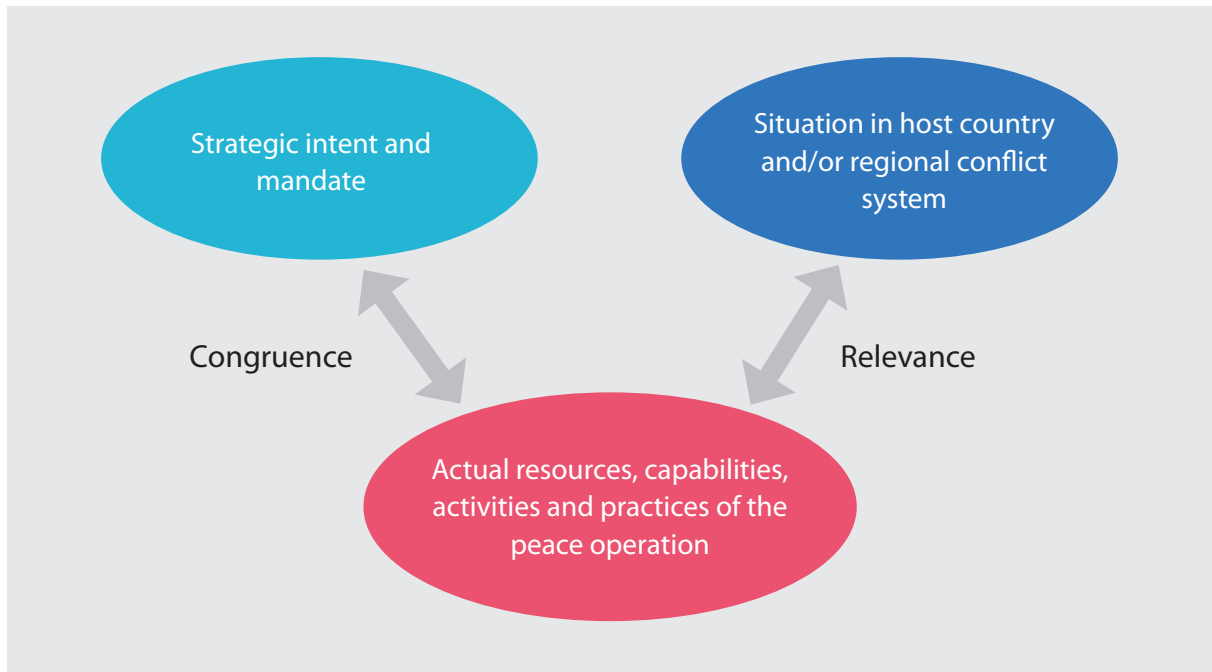 Strategic intent and
mandate
Situation in host country
and/or regional conflict
system
Congruence
Relevance
Actual resources, capabilities,
activities and practices of the
peace operation